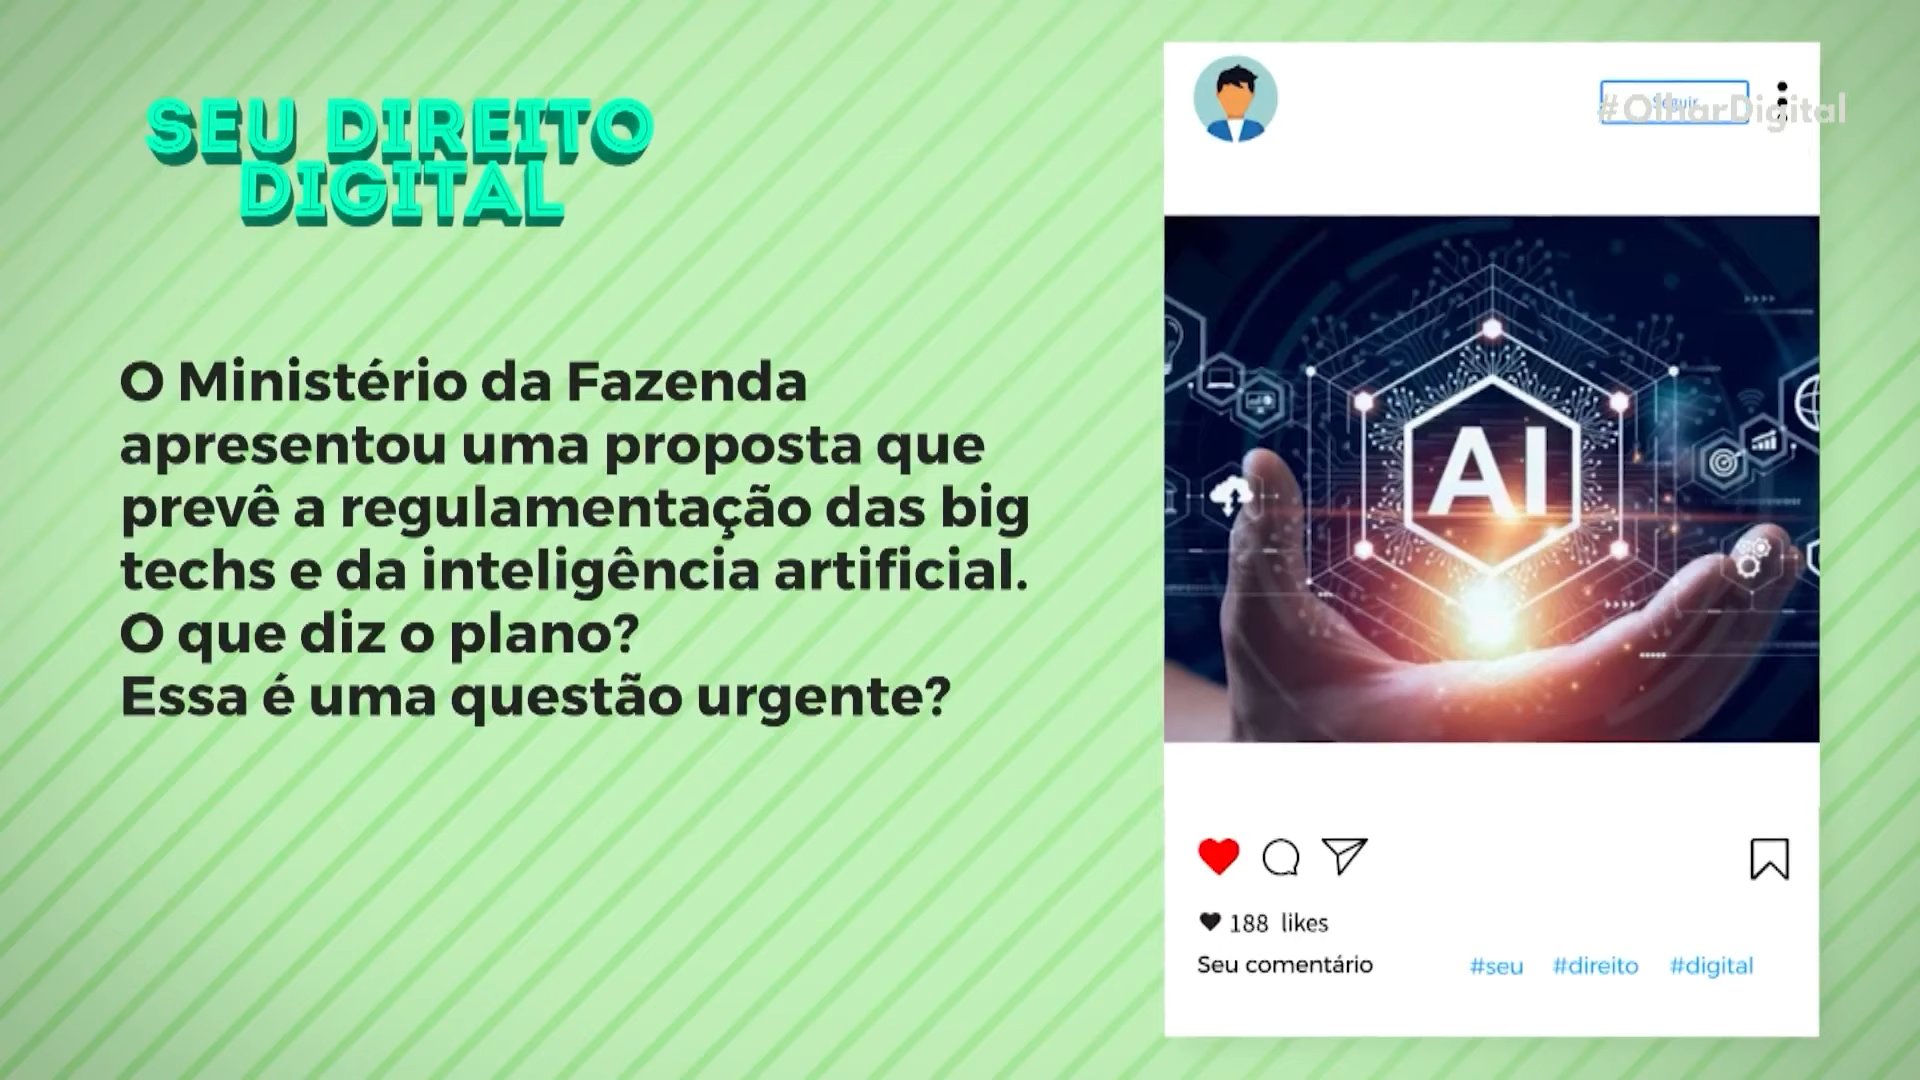 SEU DIREITO
DIGITAL
O Ministério da Fazenda
apresentou uma proposta que
prevê a regulamentação das big
techs e da inteligência artificial.
O que diz o plano?
Essa é uma questão urgente?
Seguir
#OlharDigital
AI
188 likes
Seu comentário #seu #direito #digital